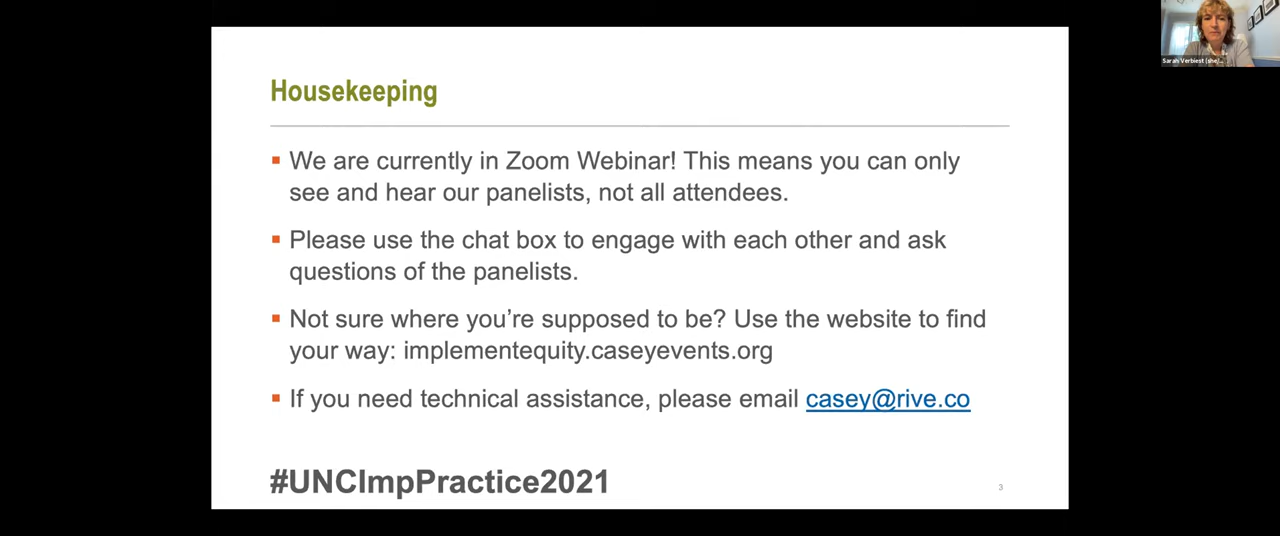 Housekeeping
▪ We are currently in Zoom Webinar! This means you can only
see and hear our panelists, not all attendees.
▪ Please use the chat box to engage with each other and ask
questions of the panelists.
▪ Not sure where you’re supposed to be? Use the website to find
your way: implementequity.caseyevents.org
▪ If you need technical assistance, please email casey@rive.co
#UNCImpPractice2021
3
Sarah Verbiest (she/...